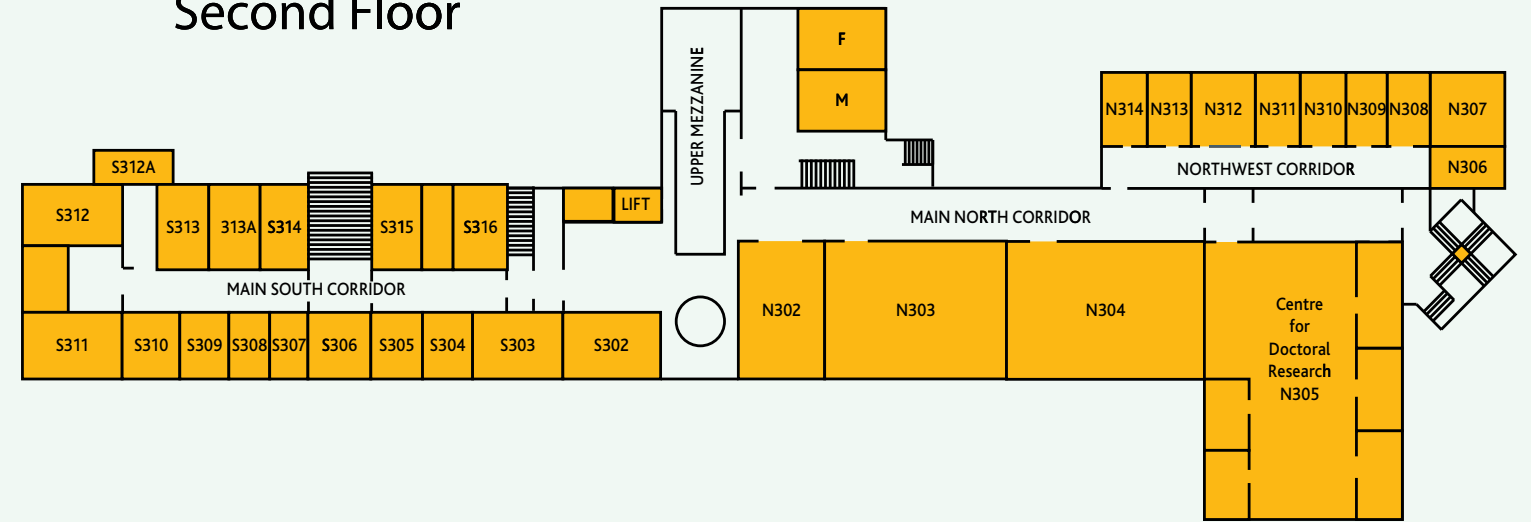 Second Floor
F
M
UPPER MEZZANINE
N314 N313 N312 N311 N310 N309 N308 N307
NORTHWEST CORRIDOR
N306
S312A
S312
S313 313A S314 S315 S316
LIFT
MAIN NORTH CORRIDOR
MAIN SOUTH CORRIDOR
S311 S310 S309 S308 S307 S306 S305 S304 S303 S302
N302 N303 N304
Centre
for
Doctoral
Research
N305